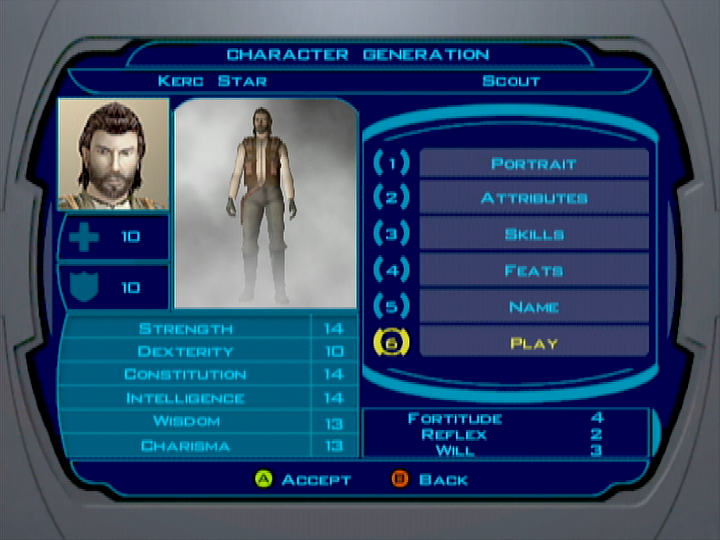 CHARACTER GENERATION
KERC STAR
SCOUT
10
10
STRENGTH 14
DEXTERITY 10
CONSTITUTION 14
INTELLIGENCE 14
WISDOM 13
CHARISMA 13
1 PORTRAIT
2 ATTRIBUTES
3 SKILLS
4 FEATS
5 NAME
6 PLAY
FORTITUDE 4
REFLEX 2
WILL 3
A ACCEPT B BACK